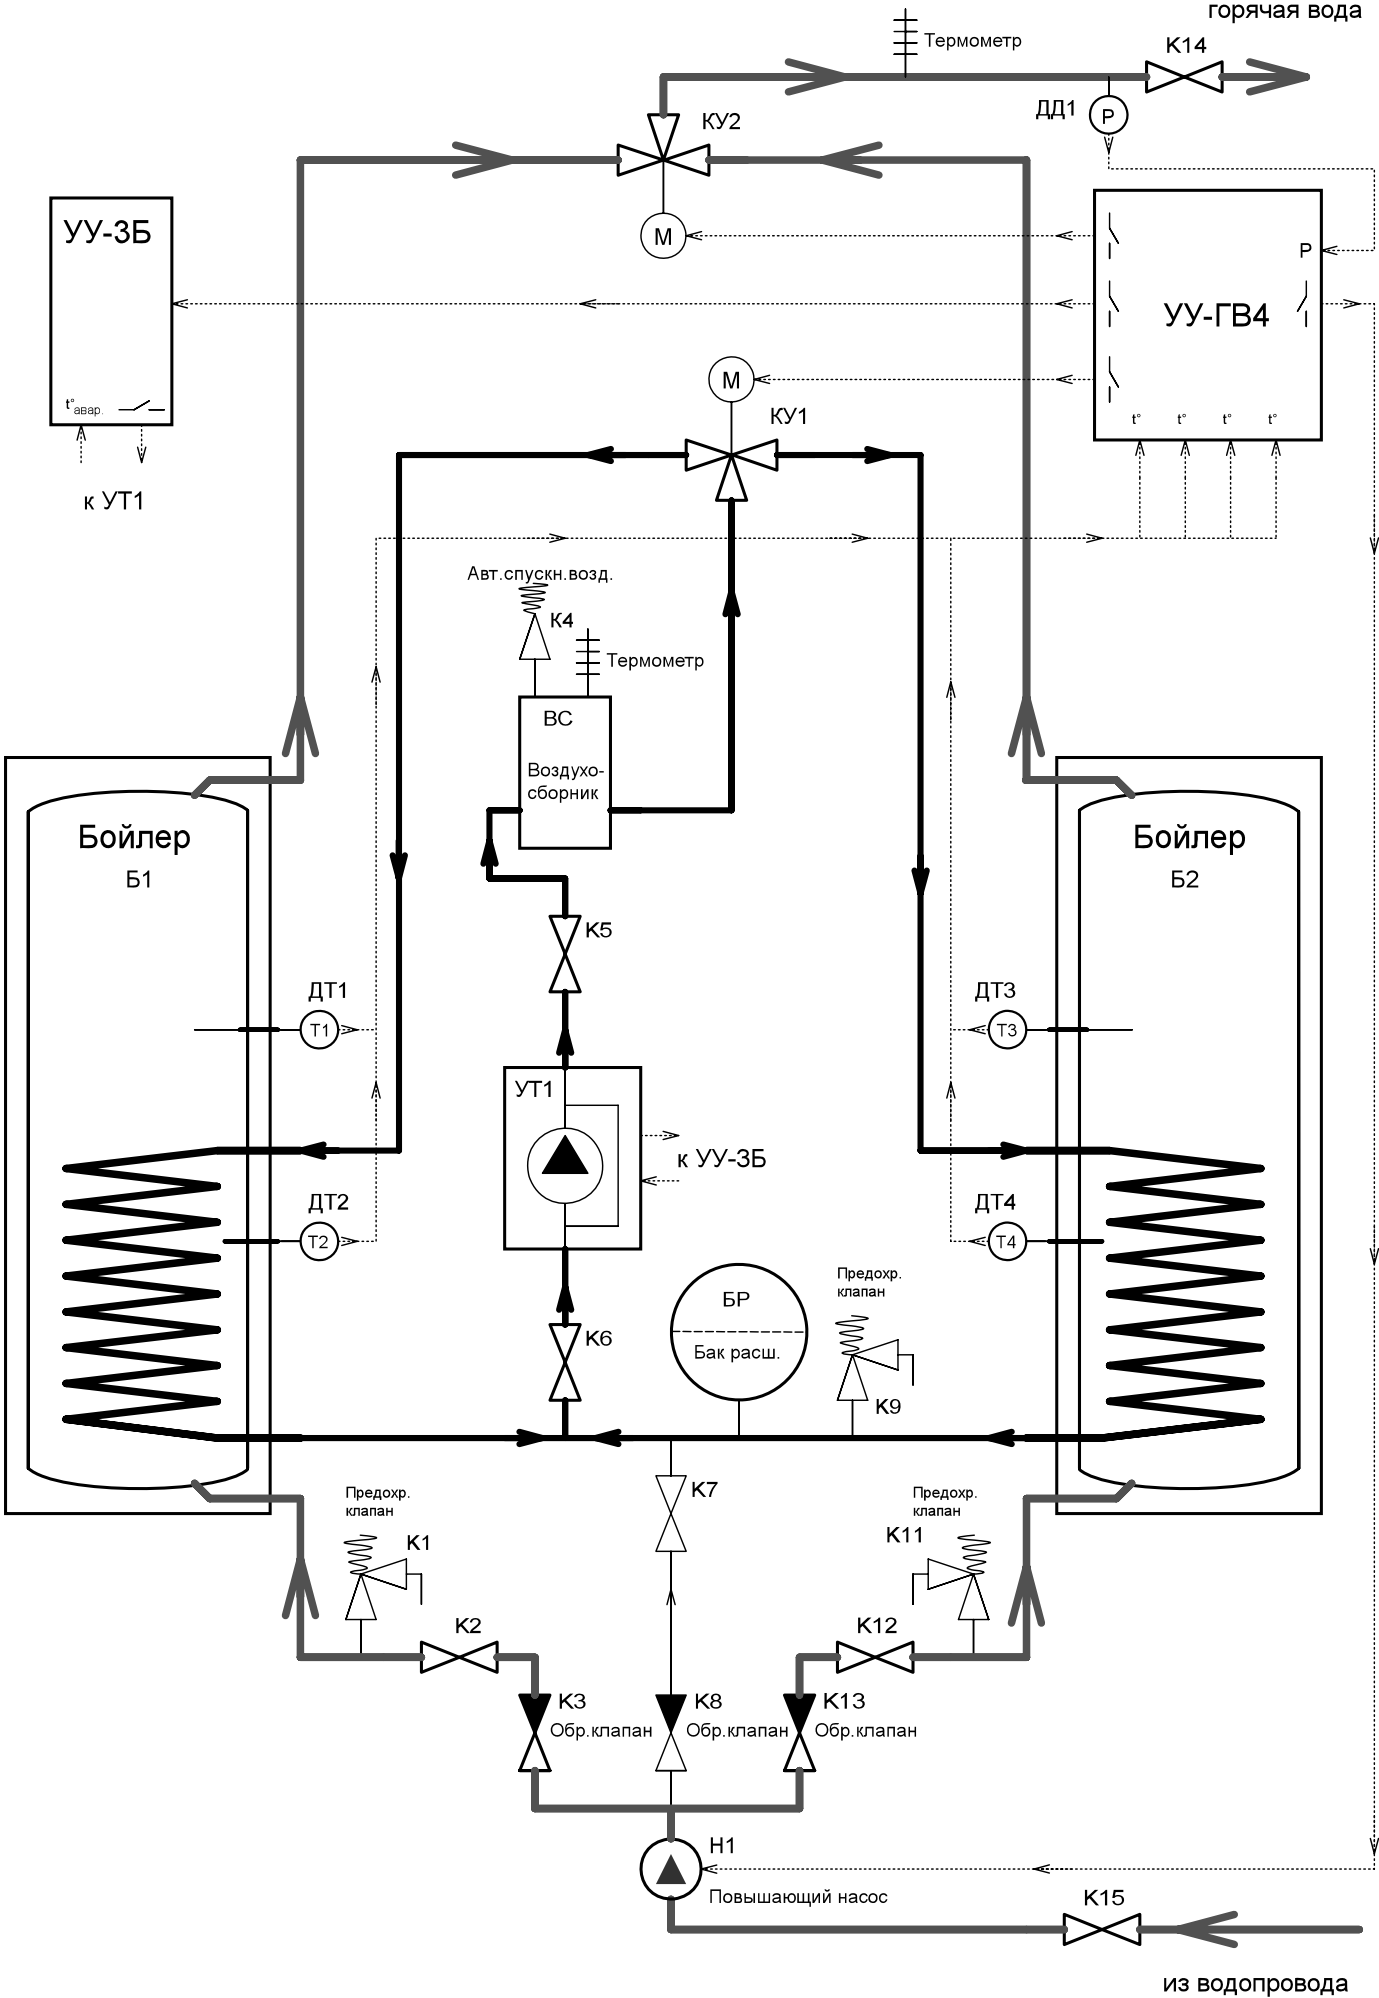 горячая вода
Термометр
К14
ДД1
P
КУ2
УУ-3Б
М
P
УУ-ГВ4
М
t°авар.
КУ1
t° t° t° t°
к УТ1
Авт.спускн.возд.
К4
Термометр
ВС
Воздухо-
сборник
Бойлер
Б1
Бойлер
Б2
К5
ДТ1
T1
ДТ3
T3
УТ1
к УУ-3Б
ДТ2
T2
ДТ4
T4
Предохр.
клапан
БР
Бак расш.
К6
К9
К7
Предохр.
клапан
К1
Предохр.
клапан
К11
К2
К12
К3
Обр.клапан
К8
Обр.клапан
К13
Обр.клапан
Н1
Повышающий насос
К15
из водопровода